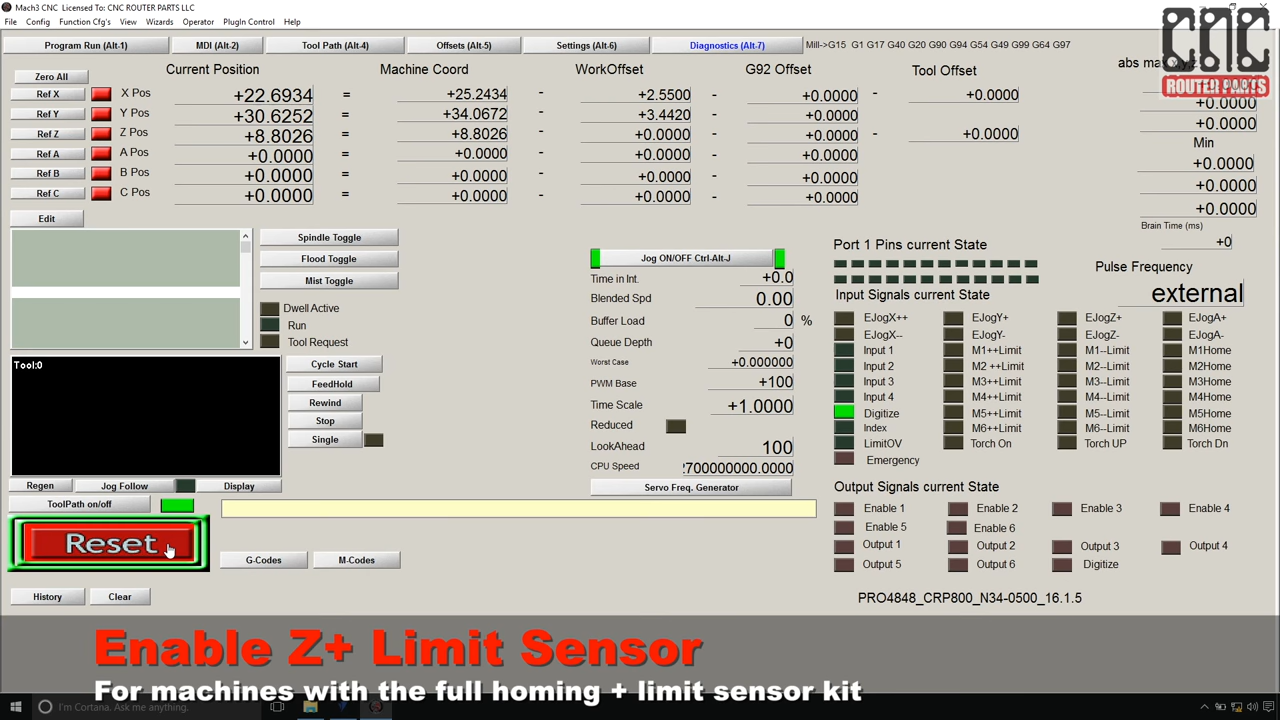 Mach3 CNC Licensed To: CNC ROUTER PARTS LLC
File Config Function Cfg's View Wizards Operator PlugIn Control Help
Program Run (Alt-1) MDI (Alt-2) Tool Path (Alt-4) Offsets (Alt-5) Settings (Alt-6) Diagnostics (Alt-7) Mill->G15 G1 G17 G40 G20 G90 G94 G54 G49 G99 G64 G97
CNC
ROUTER PARTS
Zero All Current Position Machine Coord WorkOffset G92 Offset Tool Offset abs max
Ref X X Pos +22.6934 = +25.2434 - +2.5500 - +0.0000 - +0.0000
Ref Y Y Pos +30.6252 = +34.0672 - +3.4420 - +0.0000 +0.0000
Ref Z Z Pos +8.8026 = +8.8026 - +0.0000 - +0.0000 - +0.0000 +0.0000
Ref A A Pos +0.0000 = +0.0000 - +0.0000 - +0.0000 Min
+0.0000
Ref B B Pos +0.0000 = +0.0000 - +0.0000 - +0.0000 +0.0000
Ref C C Pos +0.0000 = +0.0000 - +0.0000 - +0.0000 +0.0000
Edit
Brain Time (ms)
+0
Spindle Toggle
Flood Toggle
Mist Toggle
Dwell Active
Run
Tool Request
Tool:0
Cycle Start
FeedHold
Rewind
Stop
Single
Regen Jog Follow Display
ToolPath on/off
Reset
G-Codes M-Codes
History Clear
Jog ON/OFF Ctrl-Alt-J
Time in Int. +0.0
Blended Spd 0.00
Buffer Load 0 %
Queue Depth +0
Worst Case +0.000000
PWM Base +100
Time Scale +1.0000
Reduced
LookAhead 100
CPU Speed 2700000000.0000
Servo Freq. Generator
Port 1 Pins current State
Pulse Frequency
external
Input Signals current State
EJogX++ EJogY+ EJogZ+ EJogA+
EJogX-- EJogY- EJogZ- EJogA-
Input 1 M1++Limit M1--Limit M1Home
Input 2 M2 ++Limit M2--Limit M2Home
Input 3 M3++Limit M3--Limit M3Home
Input 4 M4++Limit M4--Limit M4Home
Digitize M5++Limit M5--Limit M5Home
Index M6++Limit M6--Limit M6Home
LimitOV Torch On Torch UP Torch Dn
Emergency
Output Signals current State
Enable 1 Enable 2 Enable 3 Enable 4
Enable 5 Enable 6
Output 1 Output 2 Output 3 Output 4
Output 5 Output 6 Digitize
PRO4848_CRP800_N34-0500_16.1.5
Enable Z+ Limit Sensor
For machines with the full homing + limit sensor kit
I'm Cortana. Ask me anything.